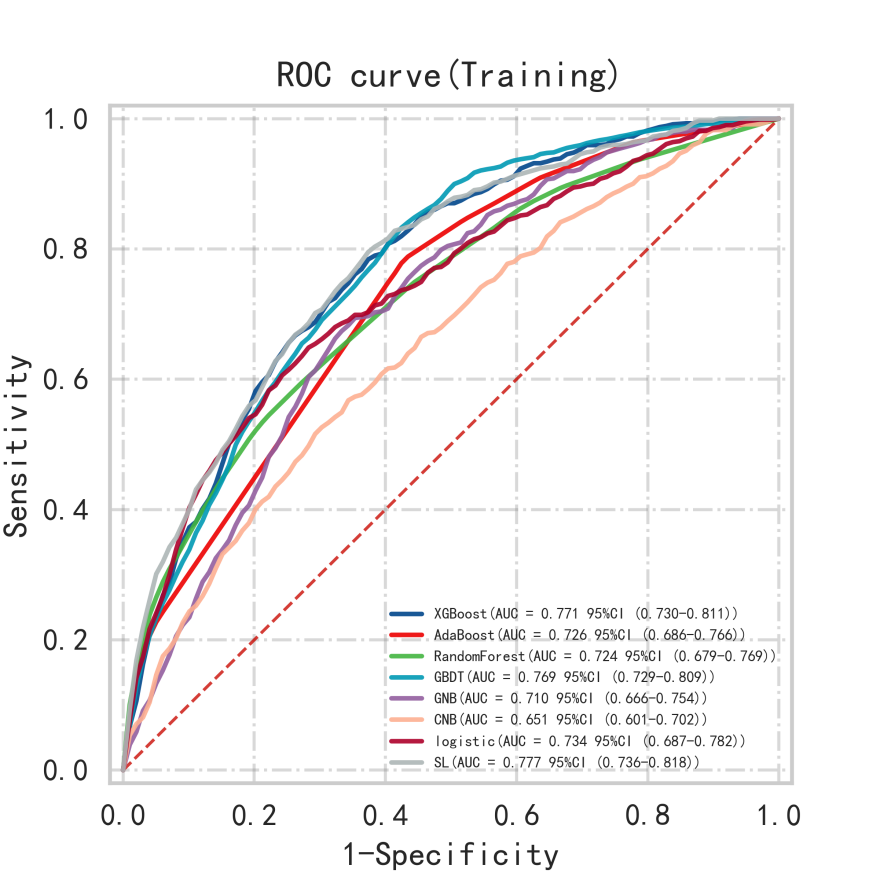 ROC curve(Training)
1.0
0.8
0.6
0.4
0.2
0.0
Sensitivity
XGBoost(AUC = 0.771 95%CI (0.730-0.811))
AdaBoost(AUC = 0.726 95%CI (0.686-0.766))
RandomForest(AUC = 0.724 95%CI (0.679-0.769))
GBDT(AUC = 0.769 95%CI (0.729-0.809))
GNB(AUC = 0.710 95%CI (0.666-0.754))
CNB(AUC = 0.651 95%CI (0.601-0.702))
logistic(AUC = 0.734 95%CI (0.687-0.782))
SL(AUC = 0.777 95%CI (0.736-0.818))
0.0 0.2 0.4 0.6 0.8 1.0
1-Specificity